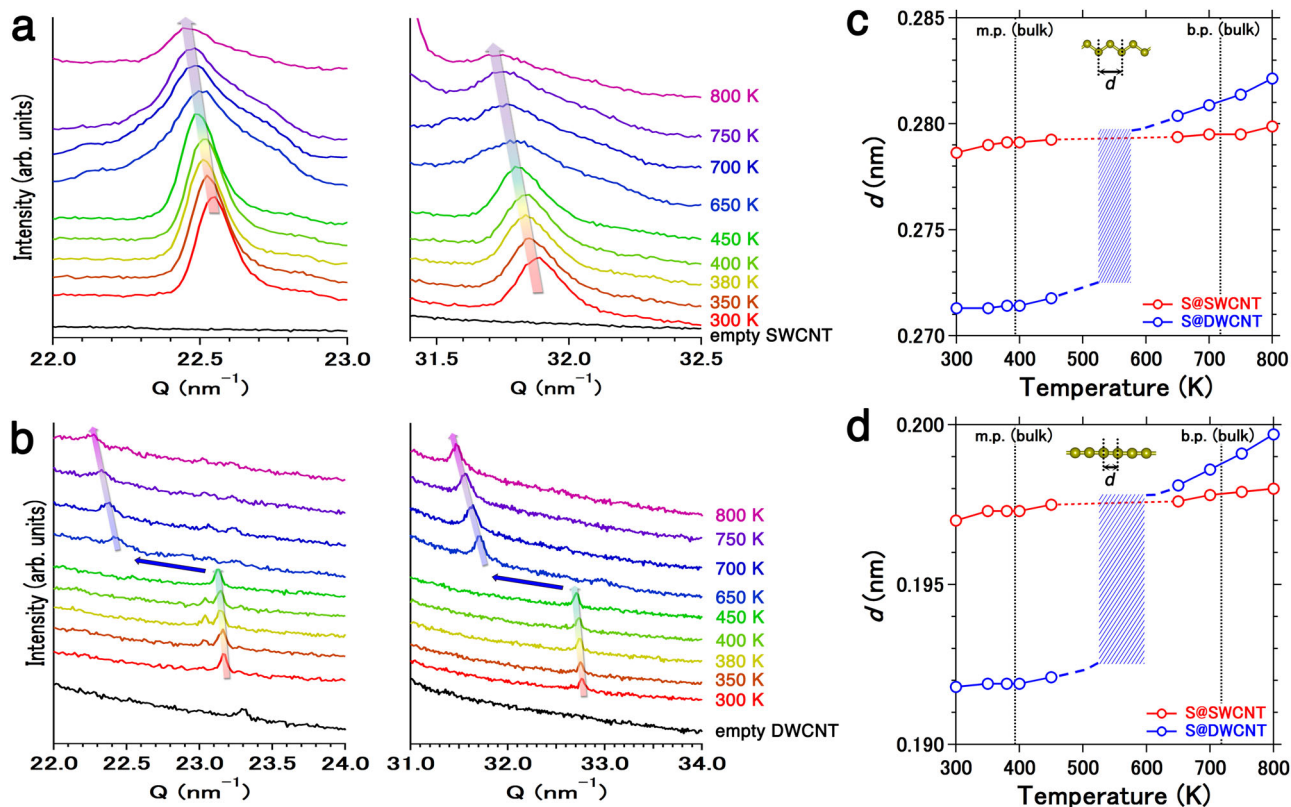 a
Intensity (arb. units)
22.0 22.5 23.0
Q (nm⁻¹)
31.5 32.0 32.5
Q (nm⁻¹)
800 K
750 K
700 K
650 K
450 K
400 K
380 K
350 K
300 K
empty SWCNT
b
Intensity (arb. units)
22.0 22.5 23.0 23.5 24.0
Q (nm⁻¹)
31.0 32.0 33.0 34.0
Q (nm⁻¹)
800 K
750 K
700 K
650 K
450 K
400 K
380 K
350 K
300 K
empty DWCNT
c
d (nm)
0.285
0.280
0.275
0.270
m.p. (bulk)
b.p. (bulk)
d
S@SWCNT
S@DWCNT
300 400 500 600 700 800
Temperature (K)
d
d (nm)
0.200
0.195
0.190
m.p. (bulk)
b.p. (bulk)
d
S@SWCNT
S@DWCNT
300 400 500 600 700 800
Temperature (K)